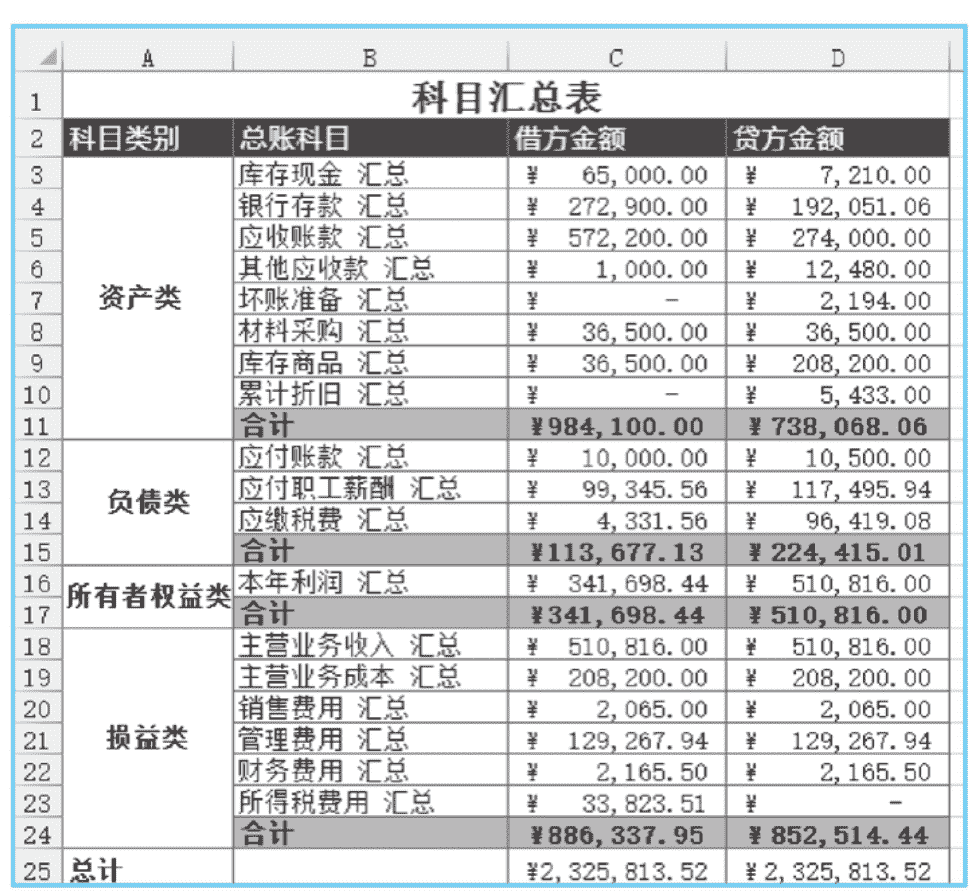 A B C D
1 科目汇总表
2 科目类别 总账科目 借方金额 贷方金额
3 库存现金 汇总 ¥ 65,000.00 ¥ 7,210.00
4 银行存款 汇总 ¥ 272,900.00 ¥ 192,051.06
5 应收账款 汇总 ¥ 572,200.00 ¥ 274,000.00
6 其他应收款 汇总 ¥ 1,000.00 ¥ 12,480.00
7 资产类 坏账准备 汇总 ¥ - ¥ 2,194.00
8 材料采购 汇总 ¥ 36,500.00 ¥ 36,500.00
9 库存商品 汇总 ¥ 36,500.00 ¥ 208,200.00
10 累计折旧 汇总 ¥ - ¥ 5,433.00
11 合计 ¥984,100.00 ¥738,068.06
12 应付账款 汇总 ¥ 10,000.00 ¥ 10,500.00
13 负债类 应付职工薪酬 汇总 ¥ 99,345.56 ¥ 117,495.94
14 应缴税费 汇总 ¥ 4,331.56 ¥ 96,419.08
15 合计 ¥113,677.13 ¥224,415.01
16 所有者权益类 本年利润 汇总 ¥ 341,698.44 ¥ 510,816.00
17 合计 ¥341,698.44 ¥510,816.00
18 主营业务收入 汇总 ¥ 510,816.00 ¥ 510,816.00
19 主营业务成本 汇总 ¥ 208,200.00 ¥ 208,200.00
20 销售费用 汇总 ¥ 2,065.00 ¥ 2,065.00
21 损益类 管理费用 汇总 ¥ 129,267.94 ¥ 129,267.94
22 财务费用 汇总 ¥ 2,165.50 ¥ 2,165.50
23 所得税费用 汇总 ¥ 33,823.51 ¥ -
24 合计 ¥886,337.95 ¥852,514.44
25 总计 ¥2,325,813.52 ¥2,325,813.52